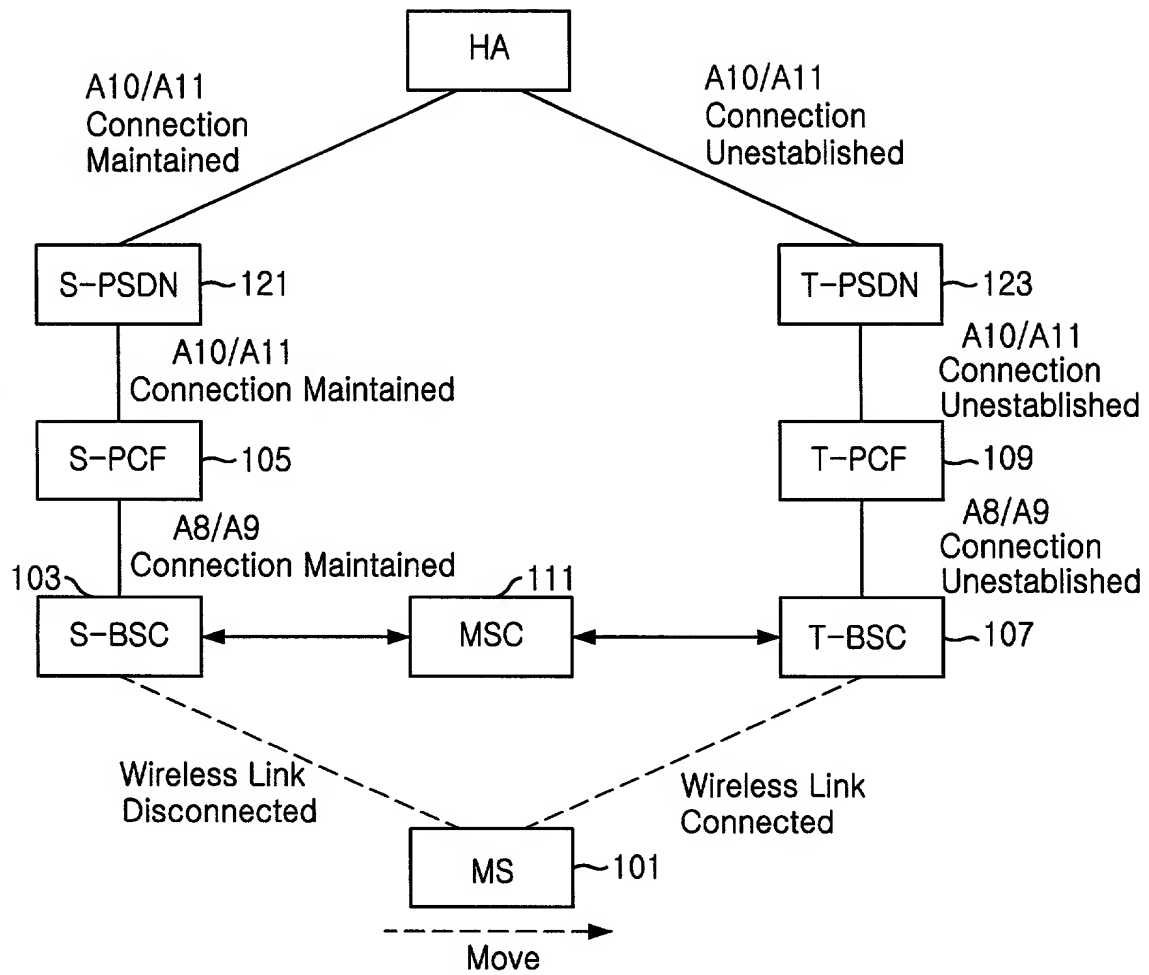 HA
A10/A11
Connection
Maintained
A10/A11
Connection
Unestablished
S-PSDN
121
T-PSDN
123
A10/A11
Connection Maintained
A10/A11
Connection
Unestablished
S-PCF
105
T-PCF
109
A8/A9
Connection Maintained
A8/A9
Connection
Unestablished
103
S-BSC
111
MSC
T-BSC
107
Wireless Link
Disconnected
Wireless Link
Connected
MS
101
Move